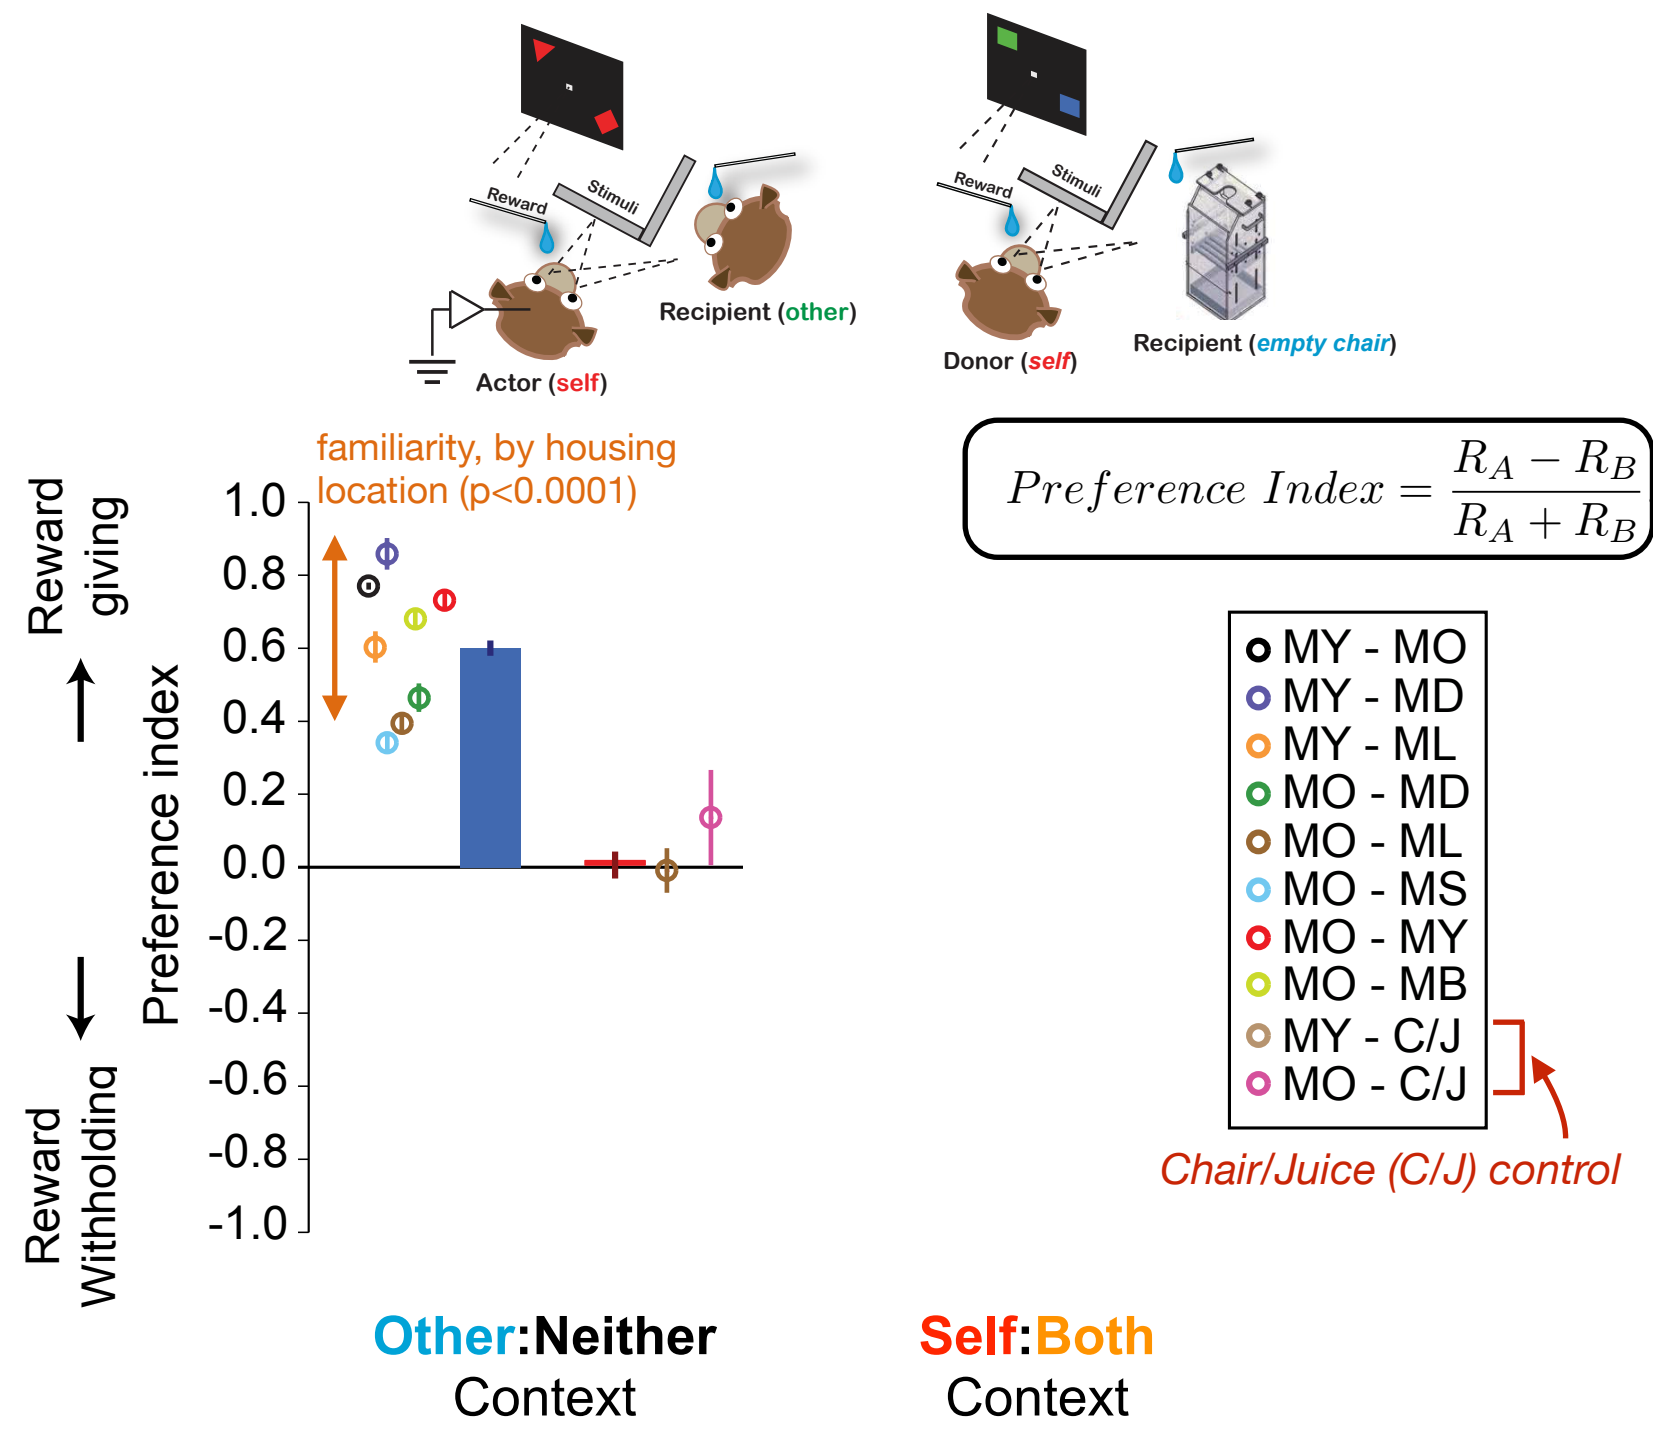 Reward
Stimuli
Recipient (other)
Actor (self)
Reward
Stimuli
Donor (self)
Recipient (empty chair)
familiarity, by housing
location (p<0.0001)
Preference Index = (R_A − R_B) / (R_A + R_B)
Reward
giving
Preference index
Reward
Withholding
1.0
0.8
0.6
0.4
0.2
0.0
-0.2
-0.4
-0.6
-0.8
-1.0
MY - MO
MY - MD
MY - ML
MO - MD
MO - ML
MO - MS
MO - MY
MO - MB
MY - C/J
MO - C/J
Chair/Juice (C/J) control
Other:Neither
Context
Self:Both
Context